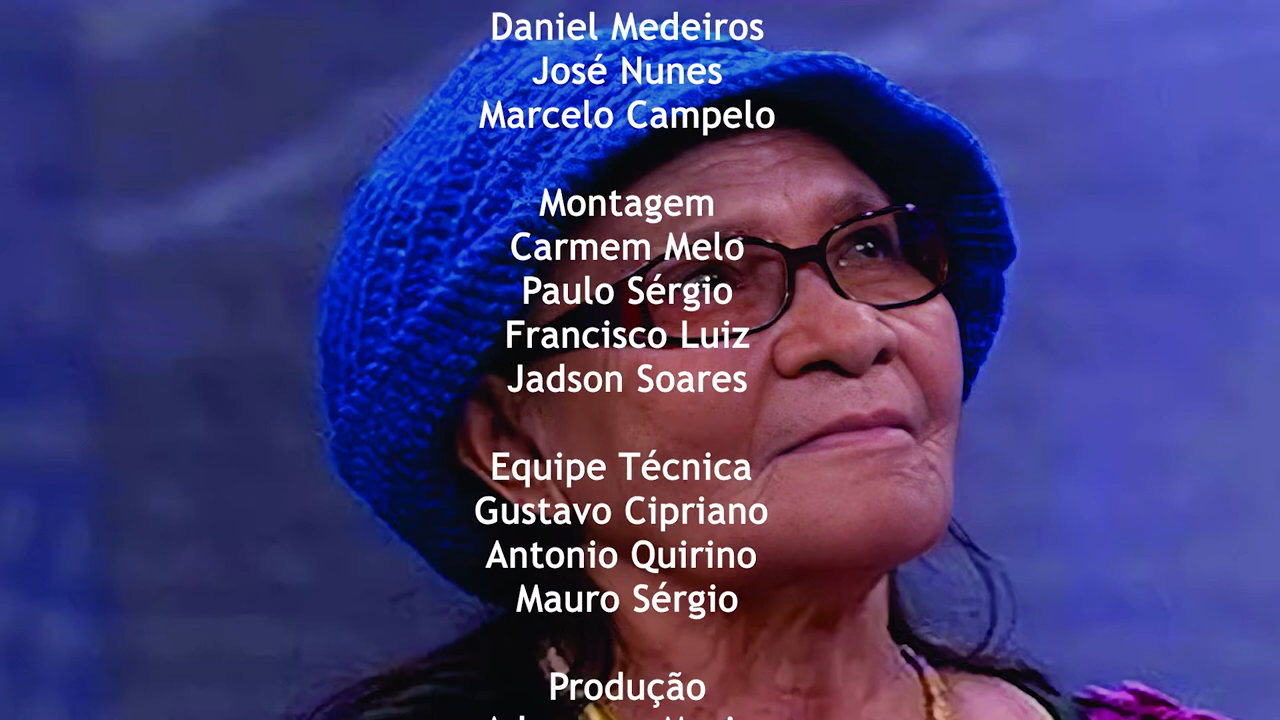 Daniel Medeiros
José Nunes
Marcelo Campelo
Montagem
Carmem Melo
Paulo Sérgio
Francisco Luiz
Jadson Soares
Equipe Técnica
Gustavo Cipriano
Antonio Quirino
Mauro Sérgio
Produção